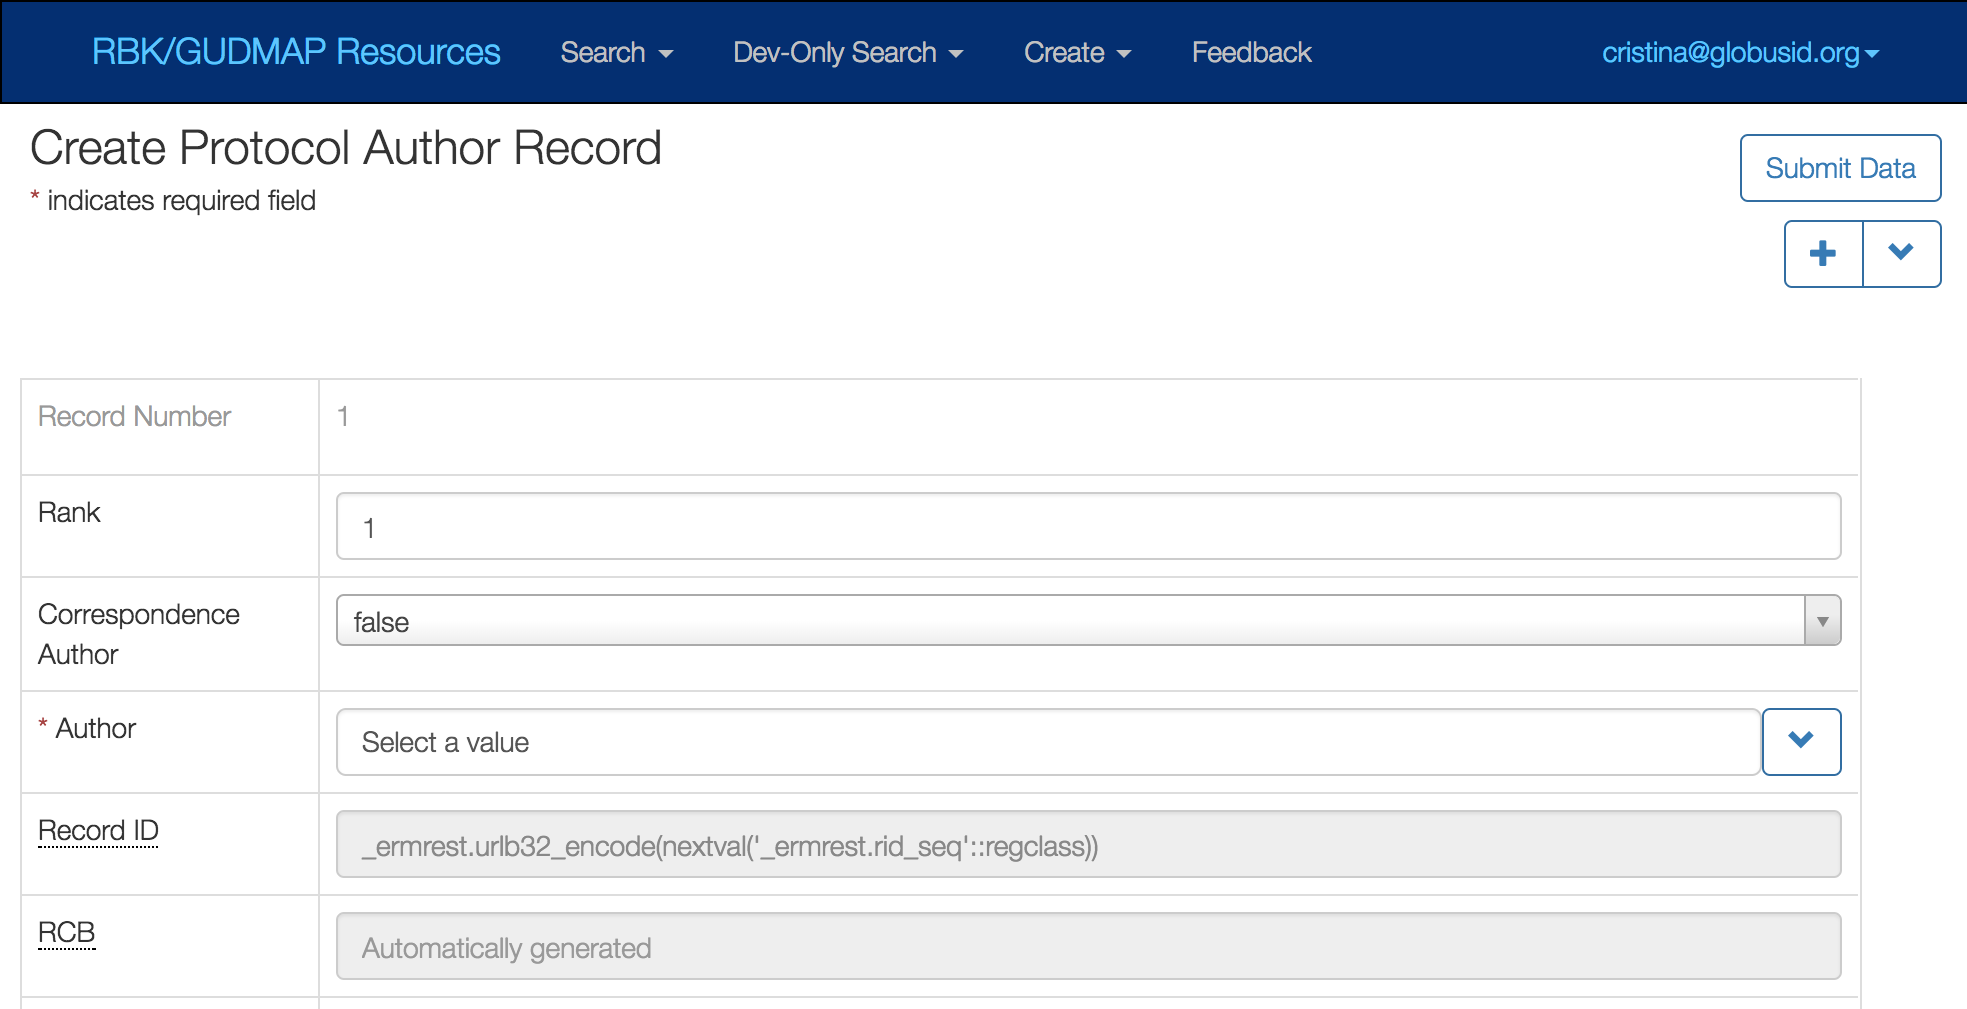 RBK/GUDMAP Resources Search Dev-Only Search Create Feedback cristina@globusid.org
Create Protocol Author Record
Submit Data
* indicates required field
Record Number 1
Rank 1
Correspondence
Author
false
* Author Select a value
Record ID _ermrest.urlb32_encode(nextval('_ermrest.rid_seq'::regclass))
RCB Automatically generated